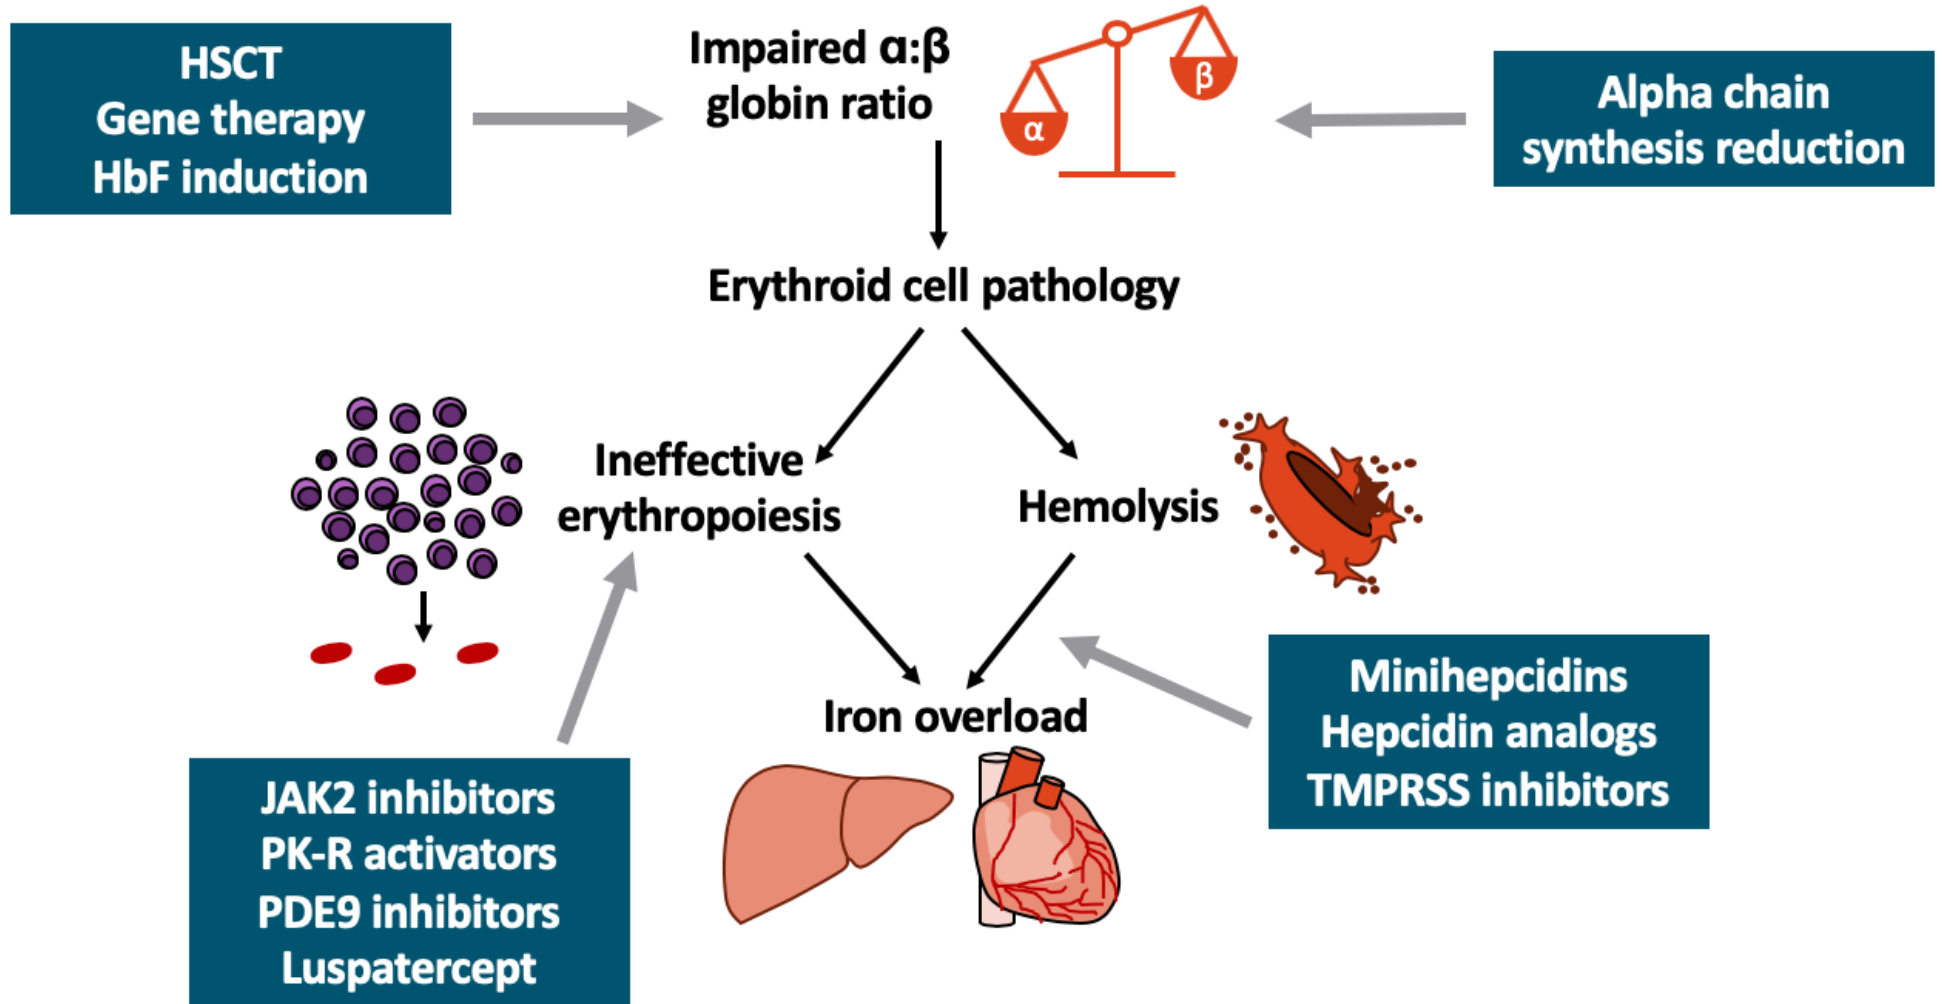 HSCT
Gene therapy
HbF induction
Impaired α:β
globin ratio
α
β
Alpha chain
synthesis reduction
Erythroid cell pathology
Ineffective
erythropoiesis
Hemolysis
Iron overload
JAK2 inhibitors
PK-R activators
PDE9 inhibitors
Luspatercept
Minihepcidins
Hepcidin analogs
TMPRSS inhibitors